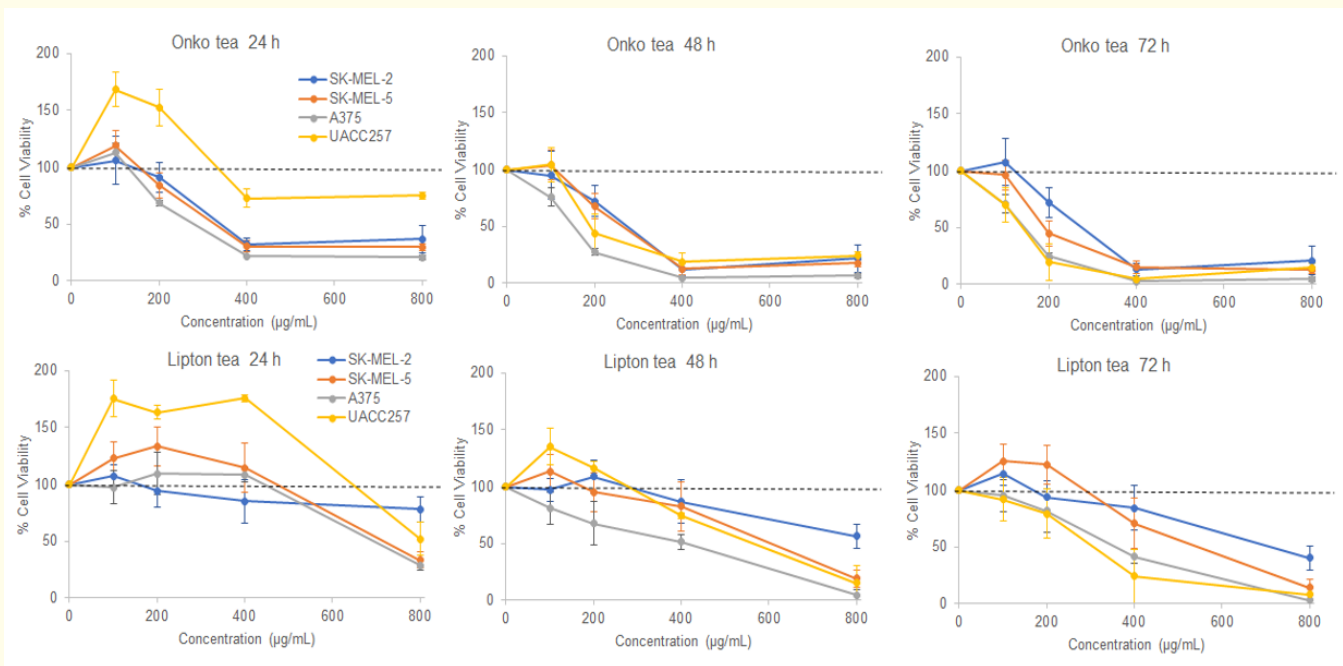 Onko tea 24 h
200
150
100
50
0
% Cell Viability
SK-MEL-2
SK-MEL-5
A375
UACC257
0 200 400 600 800
Concentration (µg/mL)
Onko tea 48 h
200
150
100
50
0
% Cell Viability
0 200 400 600 800
Concentration (µg/mL)
Onko tea 72 h
200
150
100
50
0
% Cell Viability
0 200 400 600 800
Concentration (µg/mL)
Lipton tea 24 h
200
150
100
50
0
% Cell Viability
SK-MEL-2
SK-MEL-5
A375
UACC257
0 200 400 600 800
Concentration (µg/mL)
Lipton tea 48 h
200
150
100
50
0
% Cell Viability
0 200 400 600 800
Concentration (µg/mL)
Lipton tea 72 h
200
150
100
50
0
% Cell Viability
0 200 400 600 800
Concentration (µg/mL)